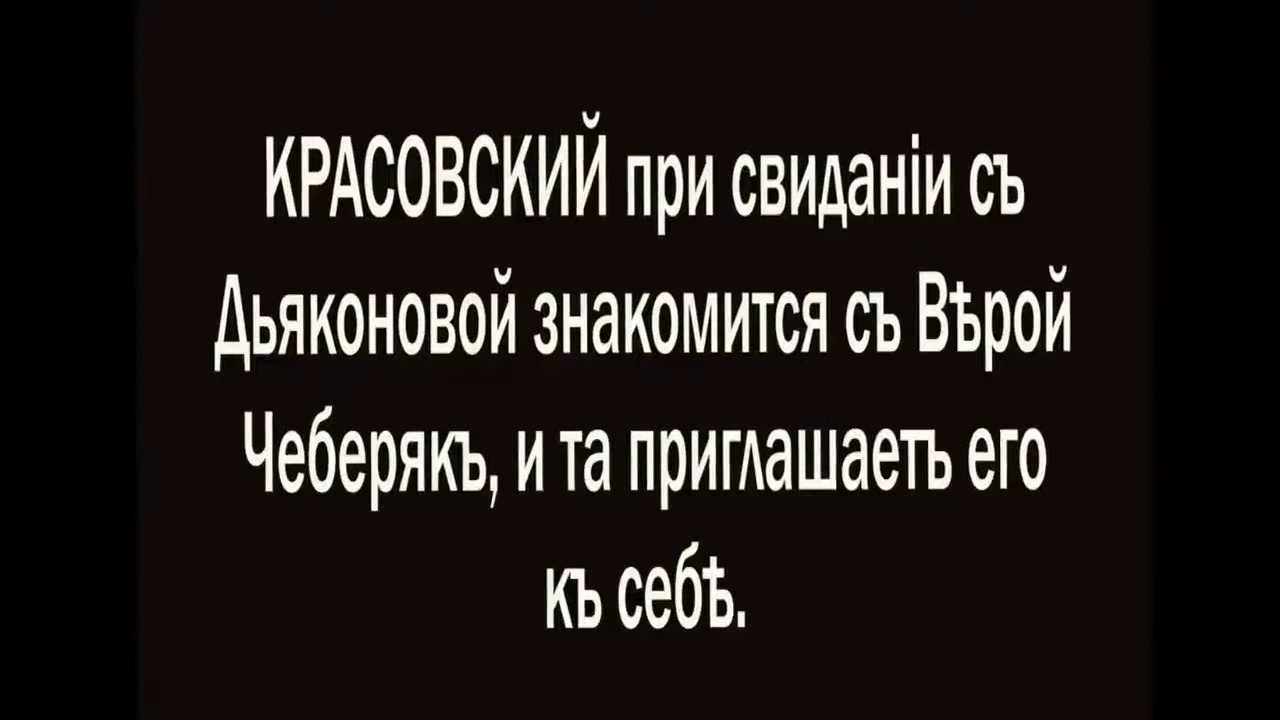 КРАСОВСКИЙ при свиданіи съ
Дьяконовой знакомится съ Вѣрой
Чеберякъ, и та приглашаетъ его
къ себѣ.